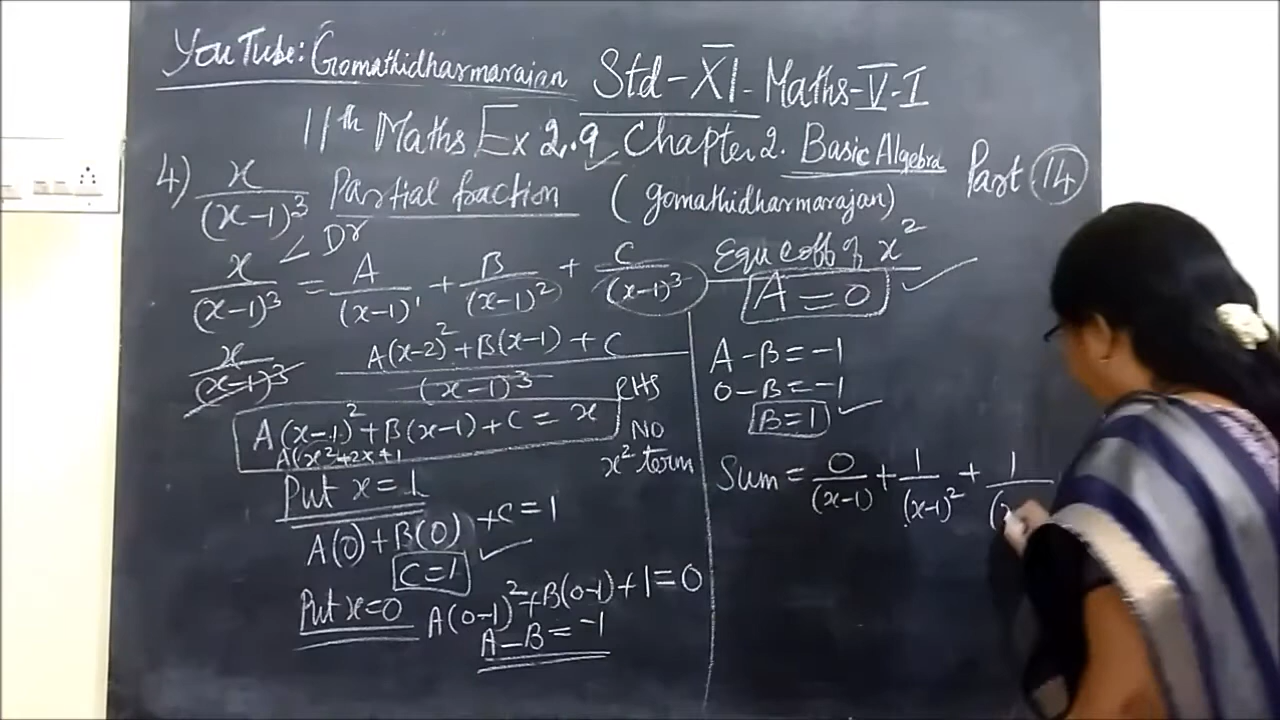 YouTube: Gomathidharmarajan Std-XI-Maths-V-I
11th Maths Ex 2.9 Chapter 2. Basic Algebra Part 14
4) x/(x-1)³ Partial fraction (gomathidharmarajan)
Dr
x/(x-1)³ = A/(x-1)¹ + B/(x-1)² + C/(x-1)³
x/(x-1)³ A(x-2)²+B(x-1)+C/(x-1)³
A(x-1)²+B(x-1)+C=x
A(x²+2x+1
RHS
NO
x² term
Put x=1
A(0)+B(0)+C=1
C=1
Put x=0 A(0-1)²+B(0-1)+1=0
A-B=-1
Equ coff of x²
A=0
A-B=-1
0-B=-1
B=1
Sum = 0/(x-1) + 1/(x-1)² + 1/(x